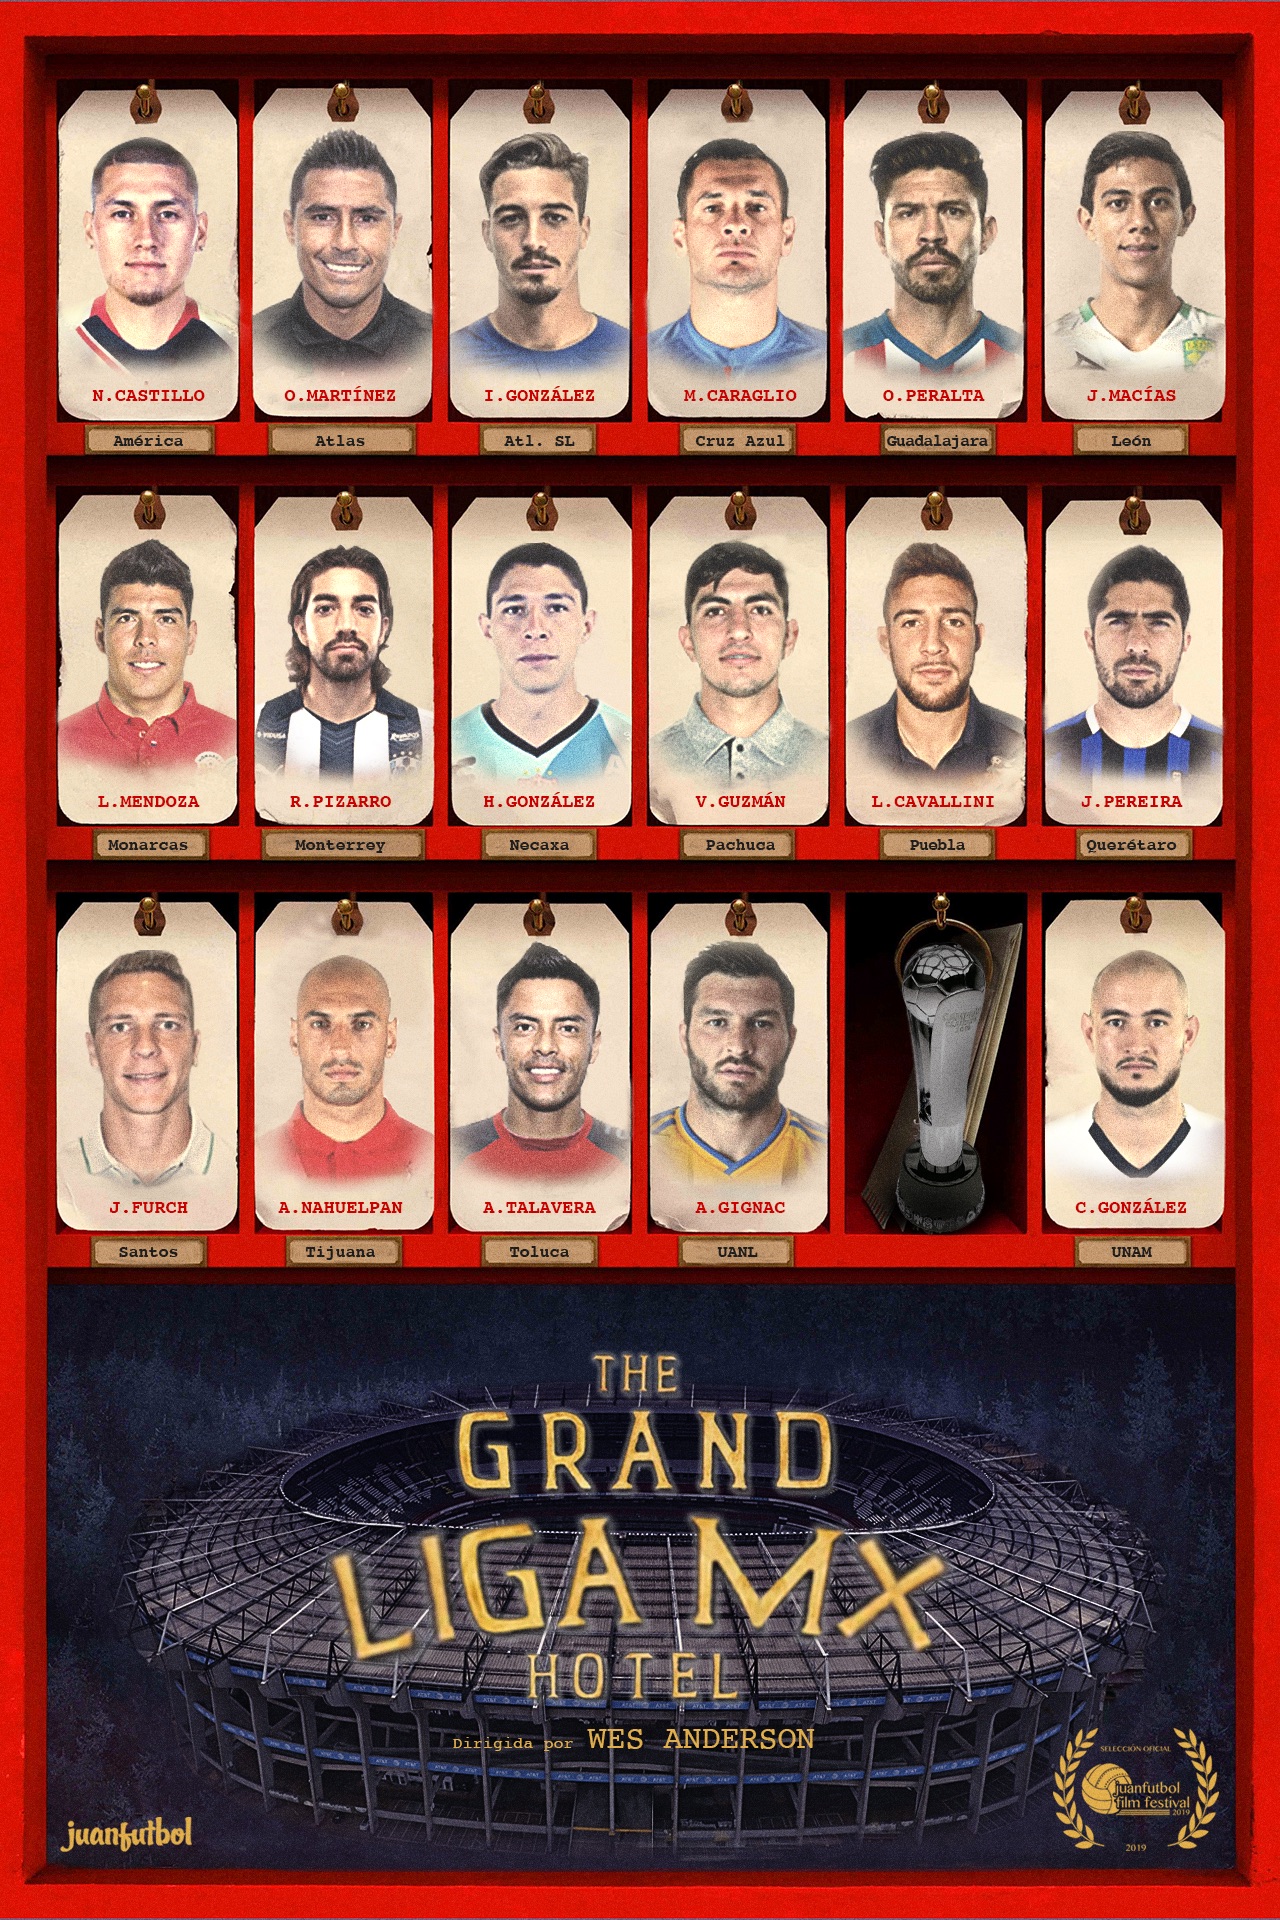 N.CASTILLO
O.MARTÍNEZ
I.GONZÁLEZ
M.CARAGLIO
O.PERALTA
J.MACÍAS
América
Atlas
Atl. SL
Cruz Azul
Guadalajara
León
L.MENDOZA
R.PIZARRO
H.GONZÁLEZ
V.GUZMÁN
L.CAVALLINI
J.PEREIRA
Monarcas
Monterrey
Necaxa
Pachuca
Puebla
Querétaro
J.FURCH
A.NAHUELPAN
A.TALAVERA
A.GIGNAC
C.GONZÁLEZ
Santos
Tijuana
Toluca
UANL
UNAM
THE
GRAND
LIGA MX
HOTEL
Dirigida por WES ANDERSON
SELECCIÓN OFICIAL
juanfutbol
film festival
2019
2019
juanfutbol